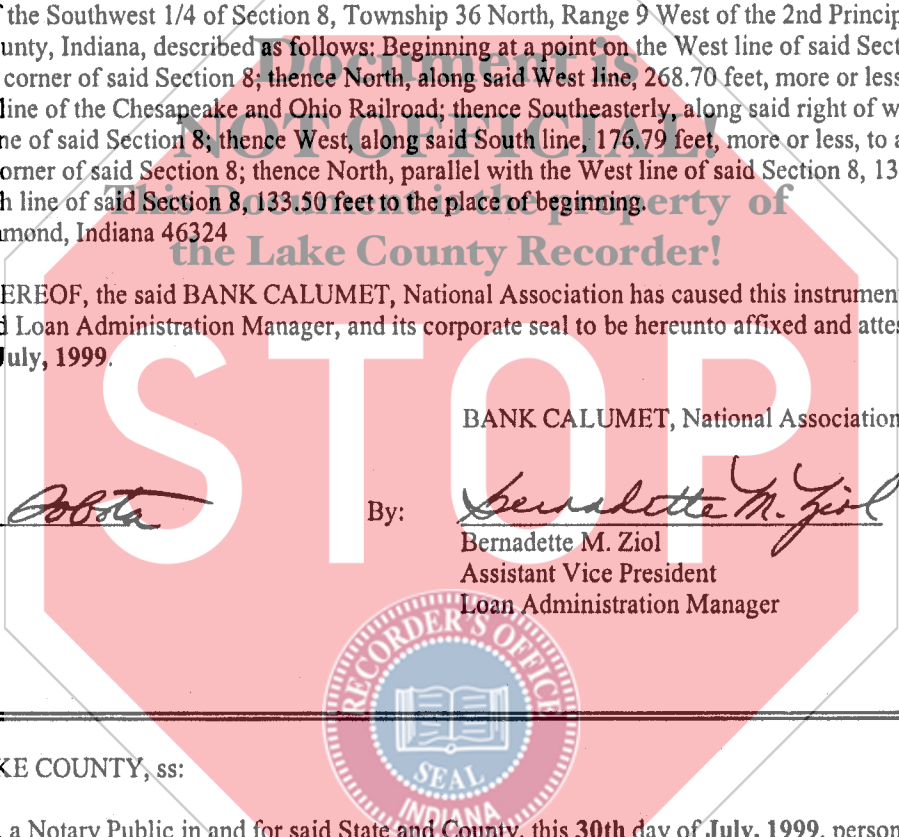 f the Southwest 1/4 of Section 8, Township 36 North, Range 9 West of the 2nd Princip
unty, Indiana, described as follows: Beginning at a point on the West line of said Sect
Document is
corner of said Section 8; thence North, along said West line, 268.70 feet, more or less
line of the Chesapeake and Ohio Railroad; thence Southeasterly, along said right of w
NOT OFFICIAL!
ne of said Section 8; thence West, along said South line, 176.79 feet, more or less, to a
orner of said Section 8; thence North, parallel with the West line of said Section 8, 13
h line of said Section 8, 133.50 feet to the place of beginning.
This Document is the property of
mond, Indiana 46324
the Lake County Recorder!
EREOF, the said BANK CALUMET, National Association has caused this instrumen
d Loan Administration Manager, and its corporate seal to be hereunto affixed and attes
July, 1999.
STOP
BANK CALUMET, National Association
By: Bernadette M. Ziol
Bernadette M. Ziol
Assistant Vice President
Loan Administration Manager
RECORDER'S OFFICE
SEAL
INDIANA
KE COUNTY, ss:
a Notary Public in and for said State and County, this 30th day of July, 1999, person